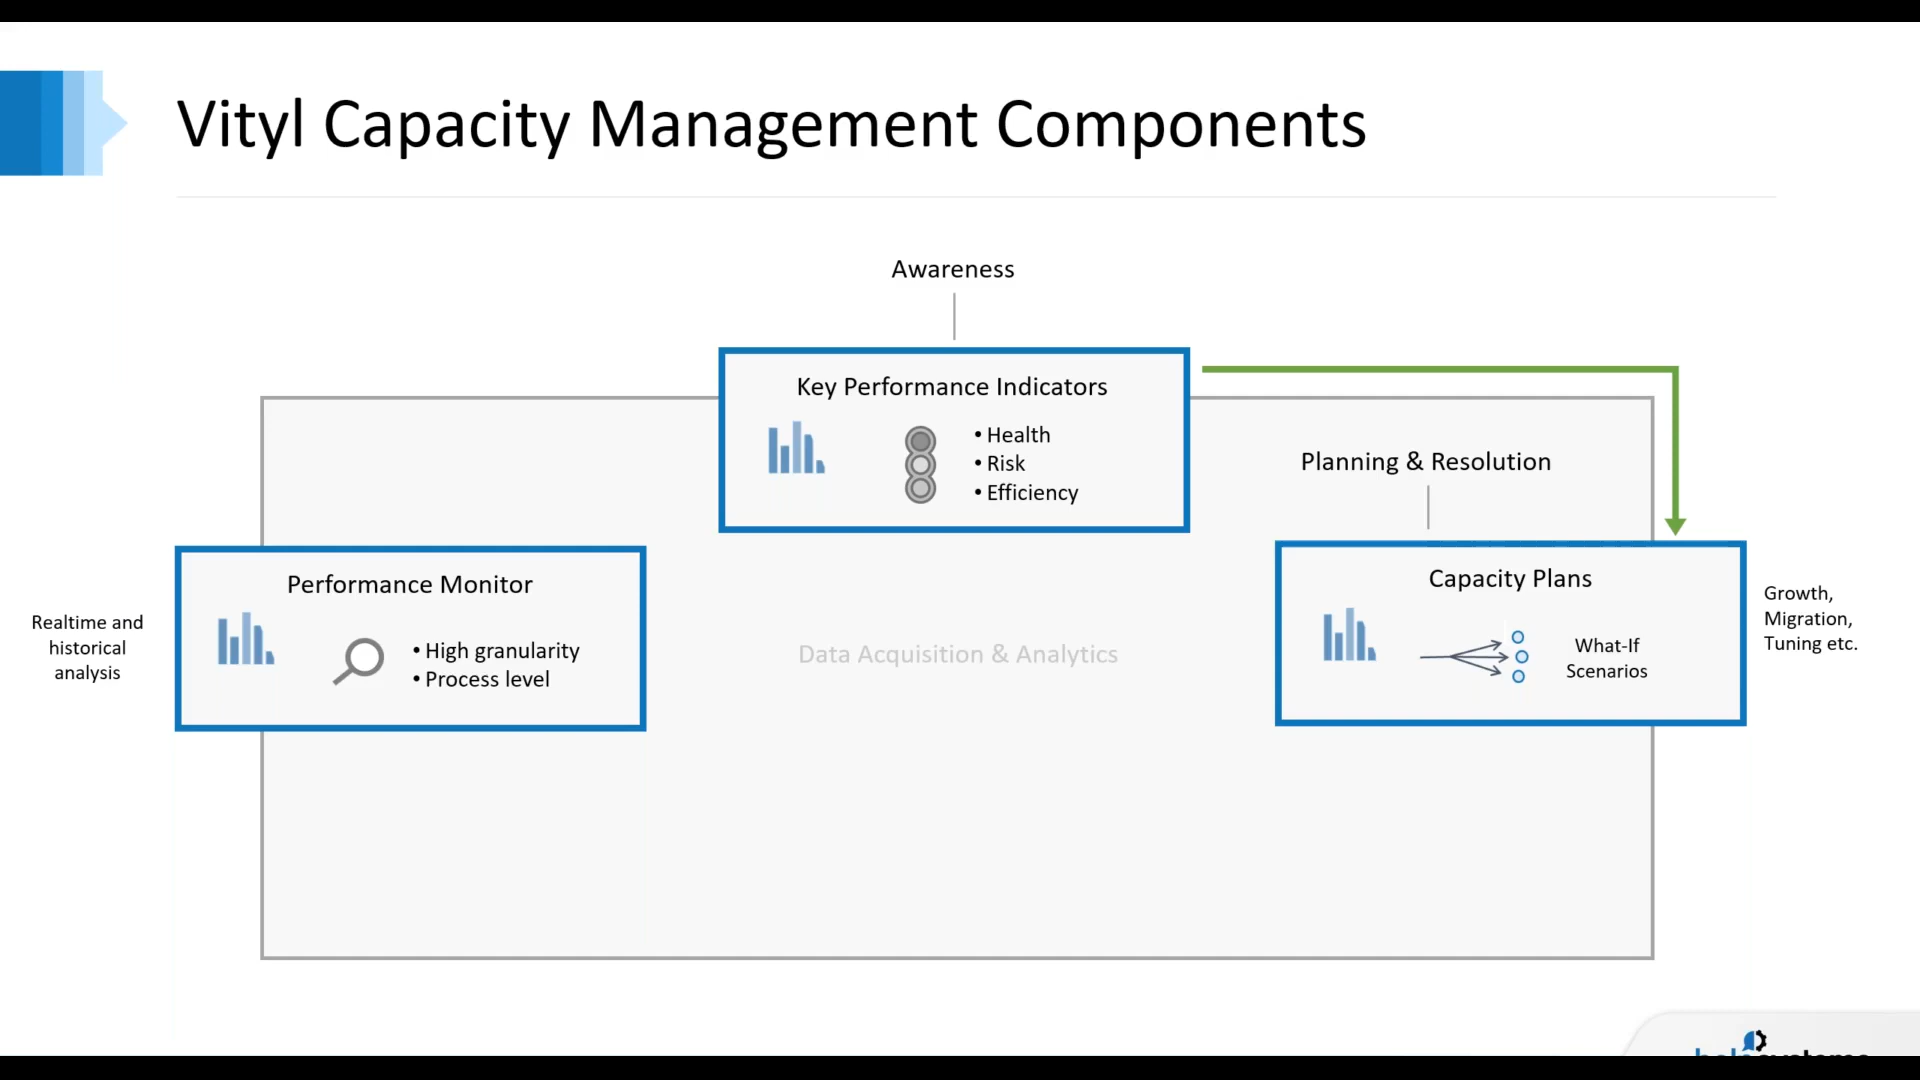 Vityl Capacity Management Components
Awareness
Key Performance Indicators
• Health
• Risk
• Efficiency
Planning & Resolution
Performance Monitor
• High granularity
• Process level
Realtime and
historical
analysis
Data Acquisition & Analytics
Capacity Plans
What-If
Scenarios
Growth,
Migration,
Tuning etc.